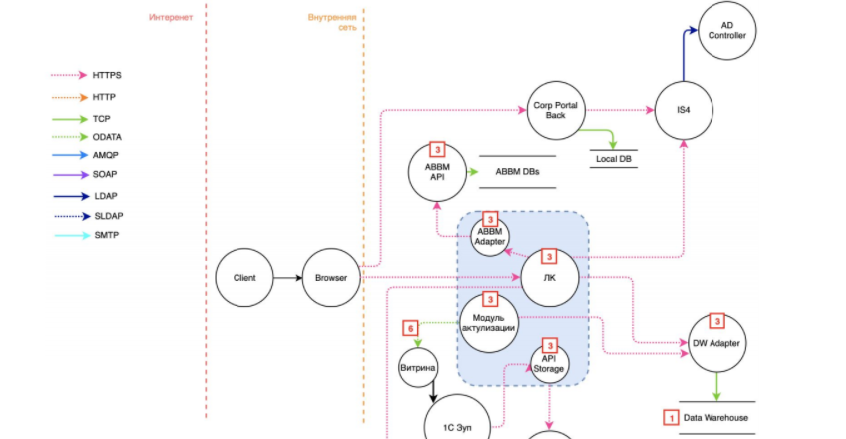 Интеренет
Внутренняя
сеть
AD
Controller
HTTPS
HTTP
TCP
ODATA
AMQP
SOAP
LDAP
SLDAP
SMTP
Corp Portal
Back
IS4
Local DB
3
ABBM
API
ABBM DBs
3
ABBM
Adapter
Client
Browser
3
ЛК
3
Модуль
актулизации
6
Витрина
3
API
Storage
3
DW Adapter
1
Data Warehouse
1С Зуп